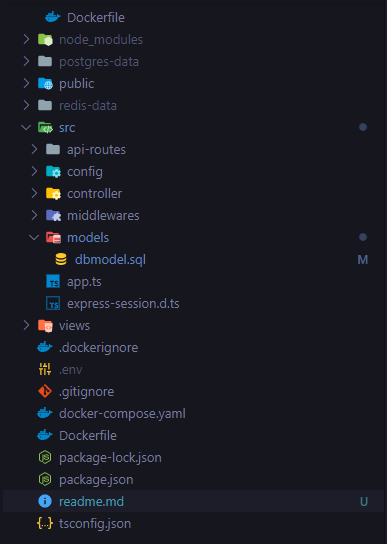 Dockerfile
node_modules
postgres-data
public
redis-data
src
api-routes
config
controller
middlewares
models
dbmodel.sql M
TS app.ts
TS express-session.d.ts
views
.dockerignore
.env
.gitignore
docker-compose.yaml
Dockerfile
package-lock.json
package.json
readme.md U
tsconfig.json